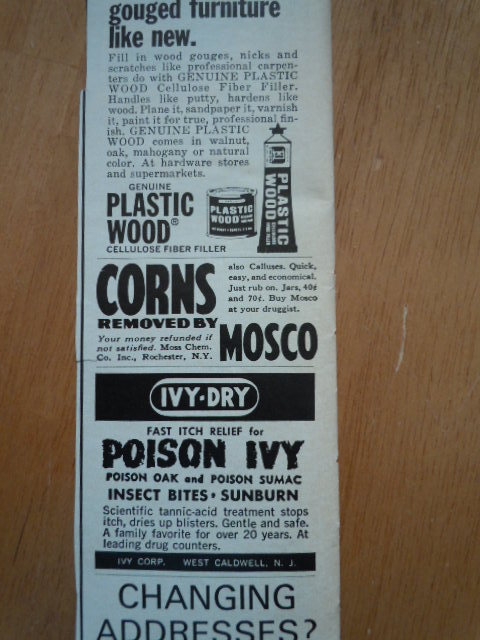 gouged furniture
like new.
Fill in wood gouges, nicks and
scratches like professional carpen-
ters do with GENUINE PLASTIC
WOOD Cellulose Fiber Filler.
Handles like putty, hardens like
wood. Plane it, sandpaper it, varnish
it, paint it for true, professional fin-
ish. GENUINE PLASTIC
WOOD comes in walnut,
oak, mahogany or natural
color. At hardware stores
and supermarkets.
GENUINE
PLASTIC
WOOD®
CELLULOSE FIBER FILLER
PLASTIC
WOOD
PLASTIC
WOOD
CORNS
REMOVED BY
MOSCO
also Calluses. Quick,
easy, and economical.
Just rub on. Jars, 40¢
and 70¢. Buy Mosco
at your druggist.
Your money refunded if
not satisfied. Moss Chem.
Co. Inc., Rochester, N.Y.
IVY-DRY
FAST ITCH RELIEF for
POISON IVY
POISON OAK and POISON SUMAC
INSECT BITES • SUNBURN
Scientific tannic-acid treatment stops
itch, dries up blisters. Gentle and safe.
A family favorite for over 20 years. At
leading drug counters.
IVY CORP. WEST CALDWELL, N. J.
CHANGING
ADDRESSES?